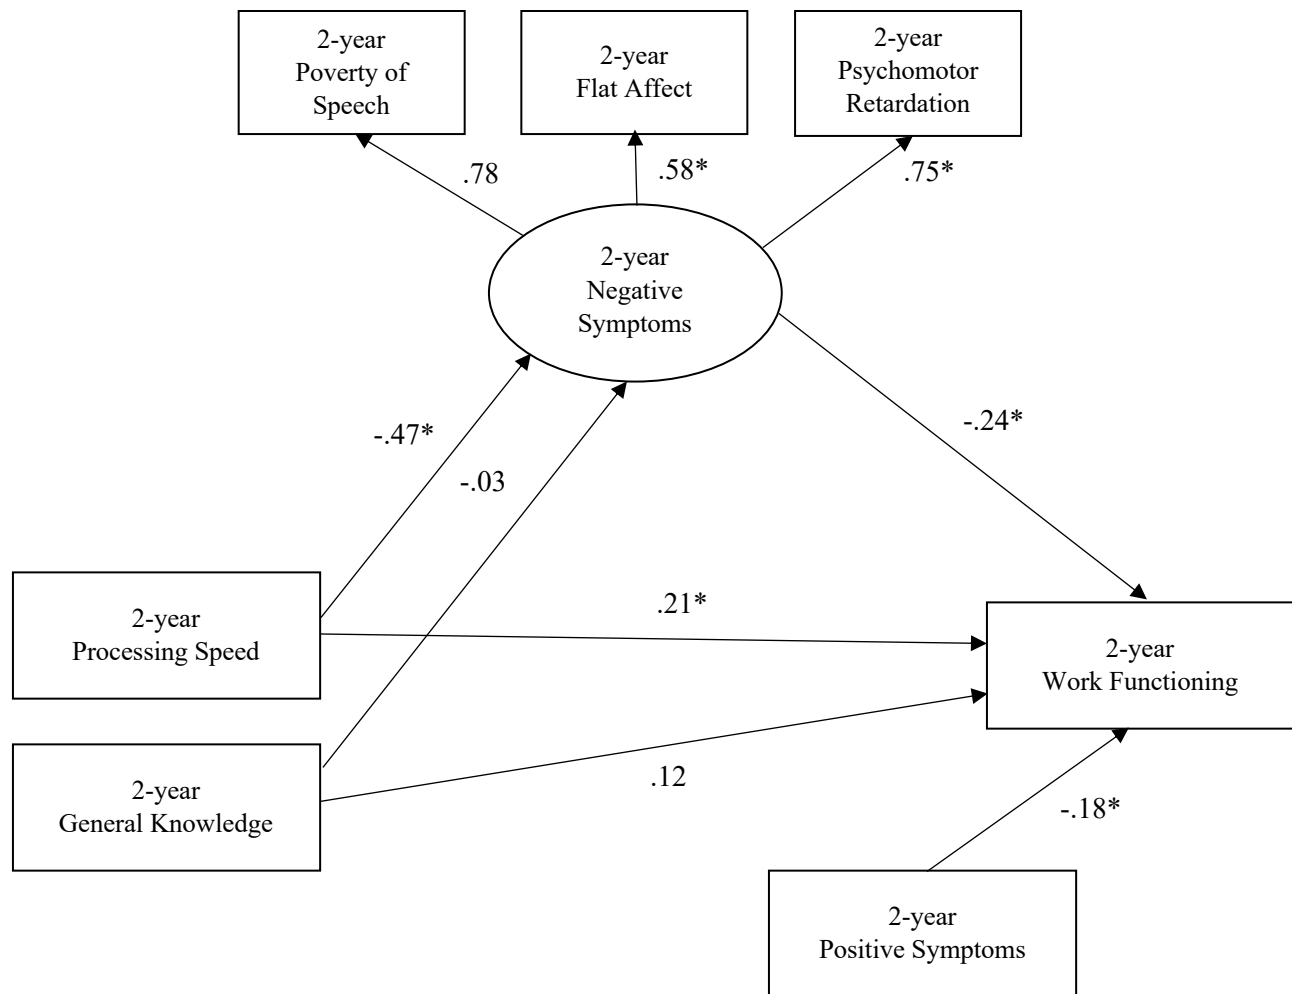 2-year
Poverty of
Speech
2-year
Flat Affect
2-year
Psychomotor
Retardation
.78
.58*
.75*
2-year
Negative
Symptoms
-.47*
-.03
-.24*
2-year
Processing Speed
.21*
2-year
Work Functioning
2-year
General Knowledge
.12
-.18*
2-year
Positive Symptoms